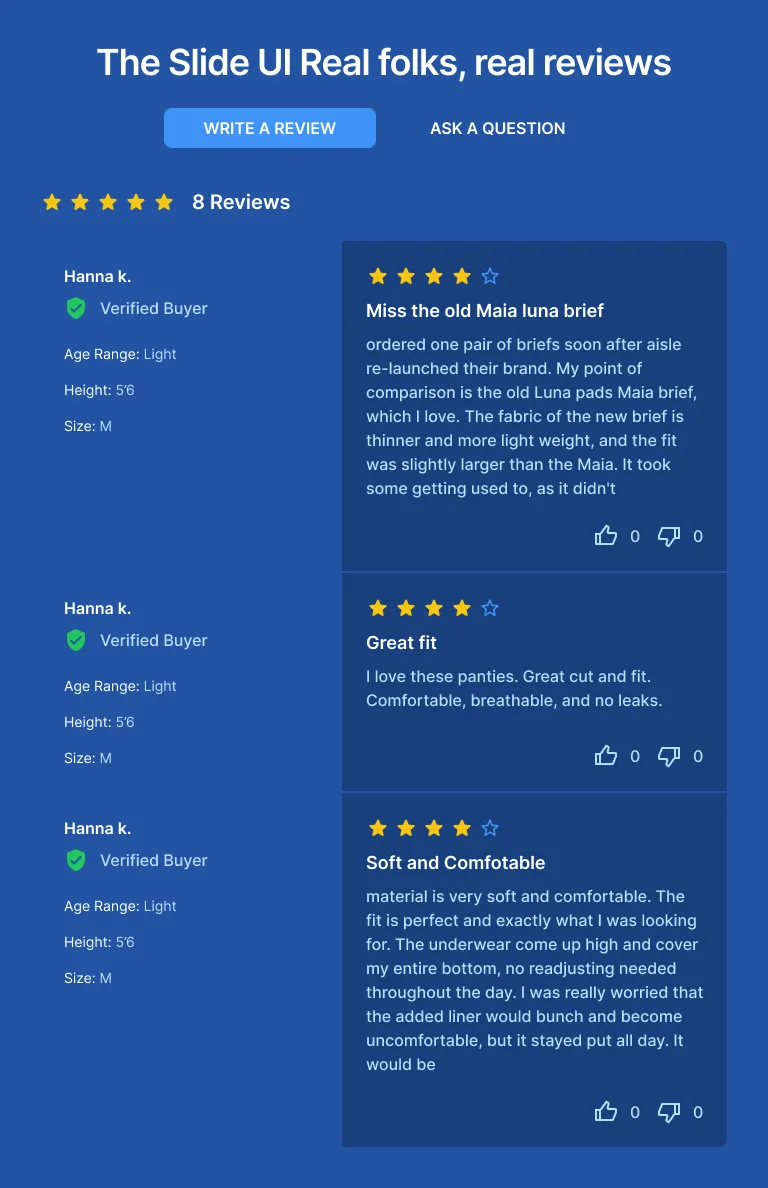 The Slide UI Real folks, real reviews
WRITE A REVIEW
ASK A QUESTION
8 Reviews
Hanna k.
Verified Buyer
Age Range: Light
Height: 5'6
Size: M
Miss the old Maia luna brief
ordered one pair of briefs soon after aisle
re-launched their brand. My point of
comparison is the old Luna pads Maia brief,
which I love. The fabric of the new brief is
thinner and more light weight, and the fit
was slightly larger than the Maia. It took
some getting used to, as it didn't
0
0
Hanna k.
Verified Buyer
Age Range: Light
Height: 5'6
Size: M
Great fit
I love these panties. Great cut and fit.
Comfortable, breathable, and no leaks.
0
0
Hanna k.
Verified Buyer
Age Range: Light
Height: 5'6
Size: M
Soft and Comfotable
material is very soft and comfortable. The
fit is perfect and exactly what I was looking
for. The underwear come up high and cover
my entire bottom, no readjusting needed
throughout the day. I was really worried that
the added liner would bunch and become
uncomfortable, but it stayed put all day. It
would be
0
0